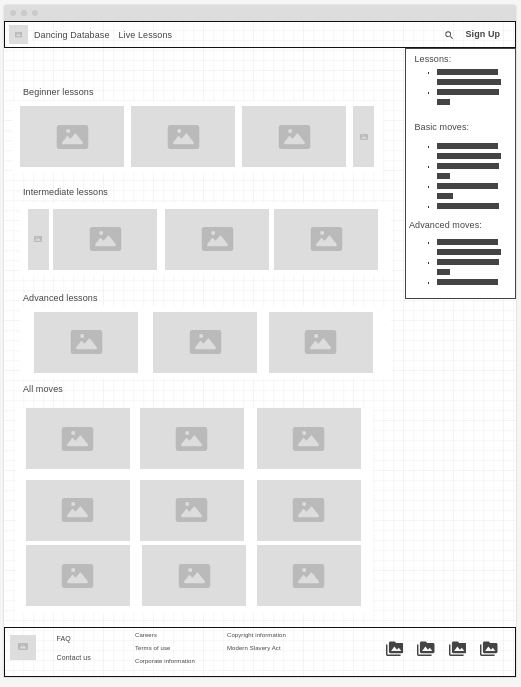 Dancing Database Live Lessons Sign Up
Lessons:
Beginner lessons
Basic moves:
Intermediate lessons
Advanced moves:
Advanced lessons
All moves
FAQ
Contact us
Careers
Terms of use
Corporate information
Copyright information
Modern Slavery Act